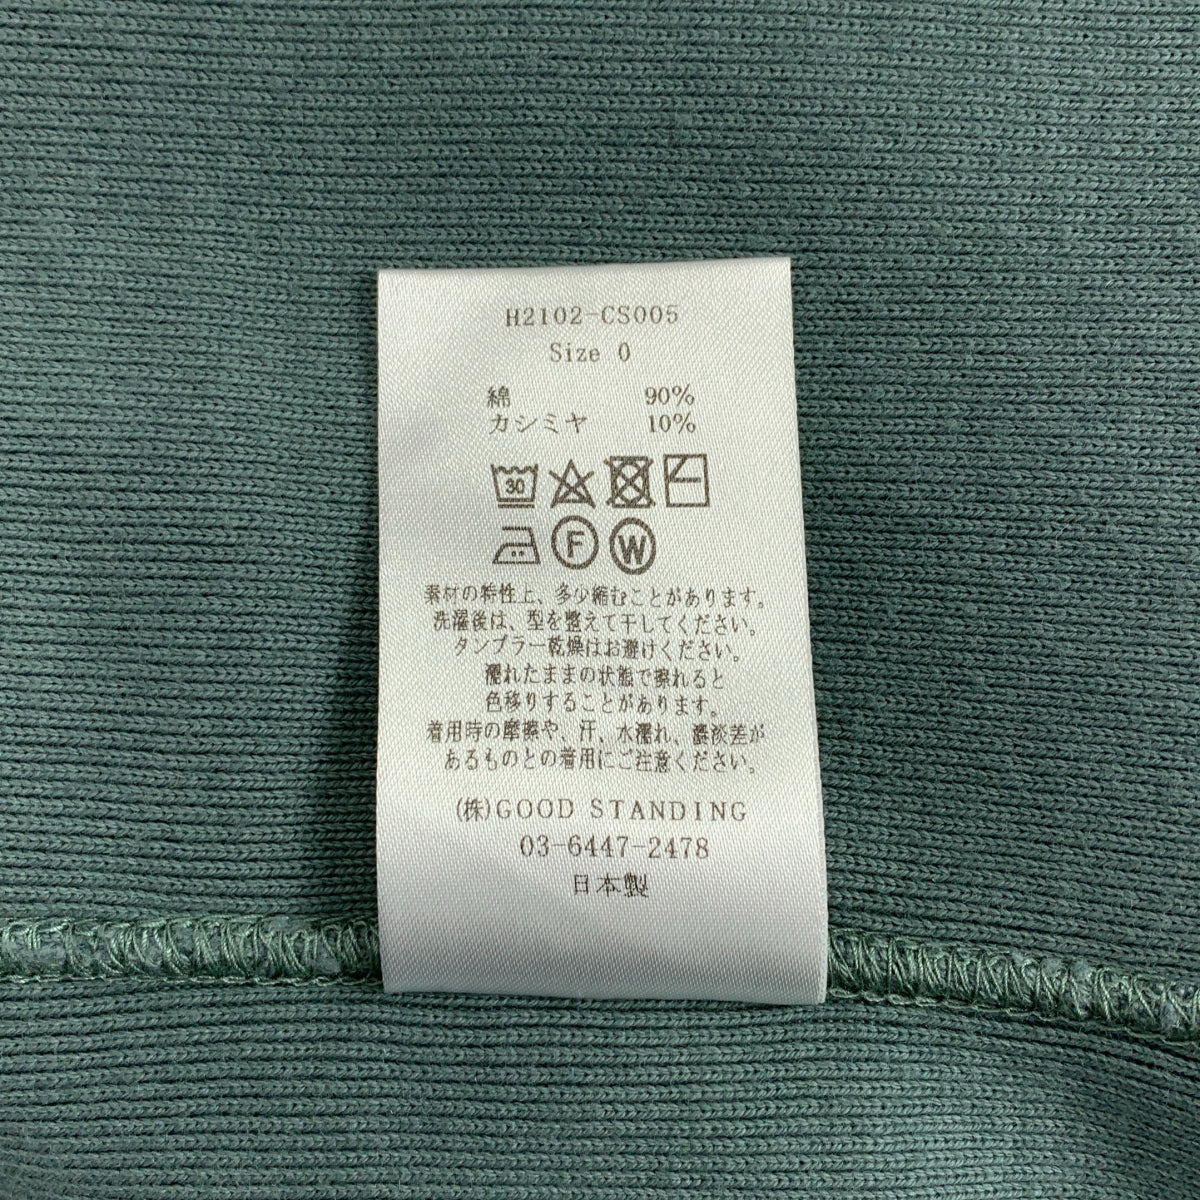 H2102-CS005
Size 0
綿 90%
カシミヤ 10%
30
F W
素材の特性上、多少縮むことがあります。
洗濯後は、型を整えて干してください。
タンブラー乾燥はお避けください。
濡れたままの状態で擦れると
色移りすることがあります。
着用時の摩擦や、汗、水濡れ、濃淡差が
あるものとの着用にご注意ください。
(株)GOOD STANDING
03-6447-2478
日本製